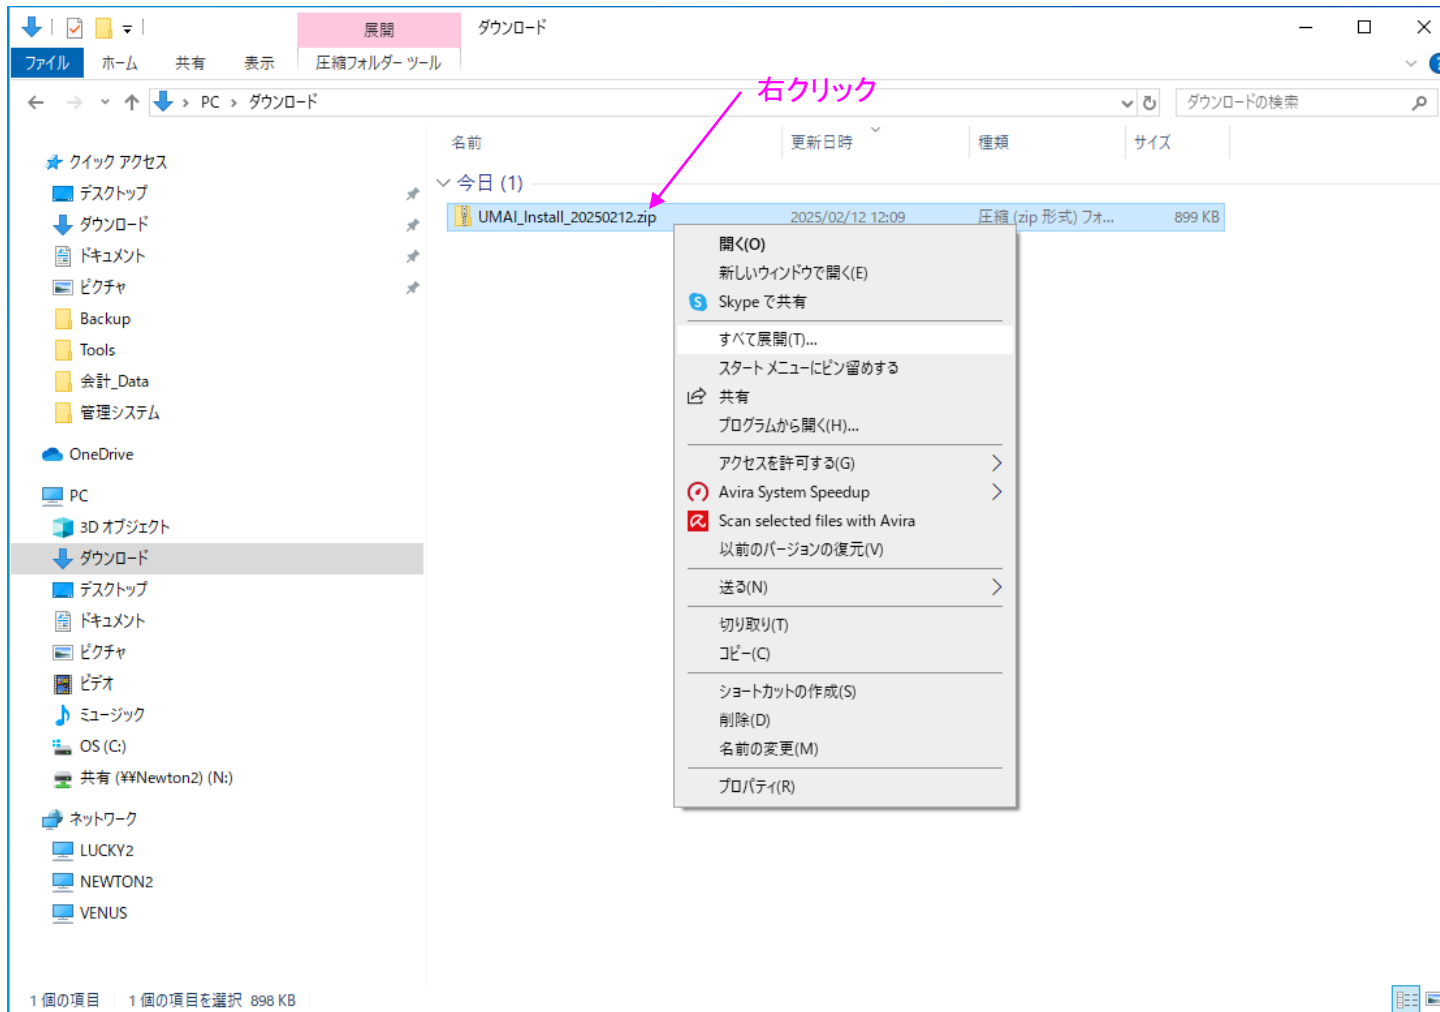 展開
ダウンロード
ファイル ホーム 共有 表示 圧縮フォルダー ツール
右クリック
PC ダウンロード
ダウンロードの検索
名前 更新日時 種類 サイズ
クイック アクセス
今日 (1)
デスクトップ
UMAI_Install_20250212.zip 2025/02/12 12:09 圧縮 (zip 形式) フォ... 899 KB
ダウンロード
ドキュメント
ピクチャ
Backup
Tools
会計_Data
管理システム
OneDrive
PC
3D オブジェクト
ダウンロード
デスクトップ
ドキュメント
ピクチャ
ビデオ
ミュージック
OS (C:)
共有 (¥¥Newton2) (N:)
ネットワーク
LUCKY2
NEWTON2
VENUS
開く(O)
新しいウィンドウで開く(E)
Skype で共有
すべて展開(T)...
スタート メニューにピン留めする
共有
プログラムから開く(H)...
アクセスを許可する(G)
Avira System Speedup
Scan selected files with Avira
以前のバージョンの復元(V)
送る(N)
切り取り(T)
コピー(C)
ショートカットの作成(S)
削除(D)
名前の変更(M)
プロパティ(R)
1 個の項目 1 個の項目を選択 898 KB